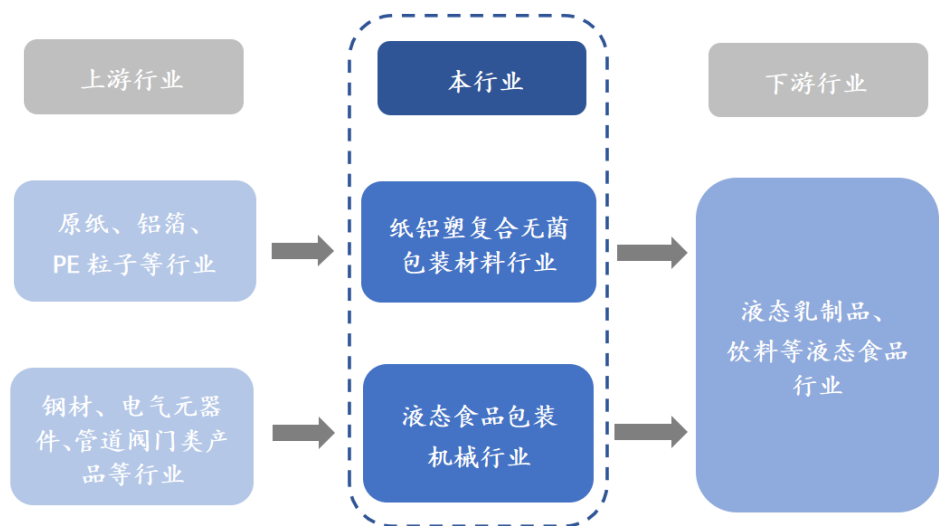 上游行业
本行业
下游行业
原纸、铝箔、
PE 粒子等行业
纸铝塑复合无菌
包装材料行业
液态乳制品、
饮料等液态食品
行业
钢材、电气元器
件、管道阀门类产
品等行业
液态食品包装
机械行业